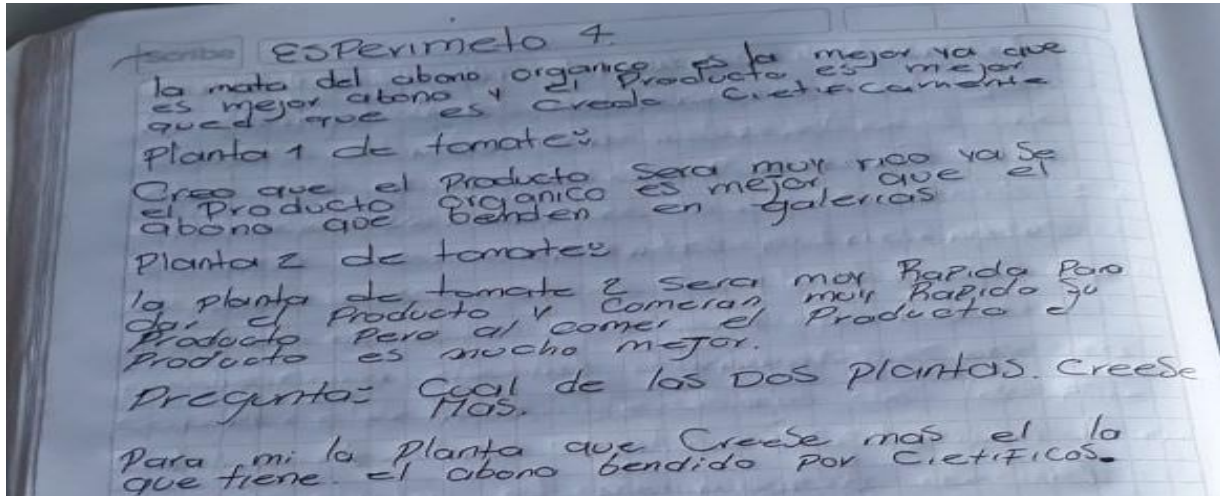 Escriba ESPerimeto 4.
la mata del abono organico es la mejor ya que
es mejor abono y el Producto es mejor
que el que es Creado Cietificamente
Planta 1 de tomates
Creo que el Producto Sera muy rico ya Se
el Producto organico es mejor que el
abono que benden en galerias
Planta 2 de tomates
la planta de tomate 2 Sera muy Rapida Para
dar el Producto y Comeran muy Rapido Su
Producto Pero al comer el Producto
Producto es mucho mejor.
Pregunta: Cual de las DOS Plantas. Creese
Mas.
Para mi la Planta que Creese mas el la
que tiene el abono bendido Por Cietificos.